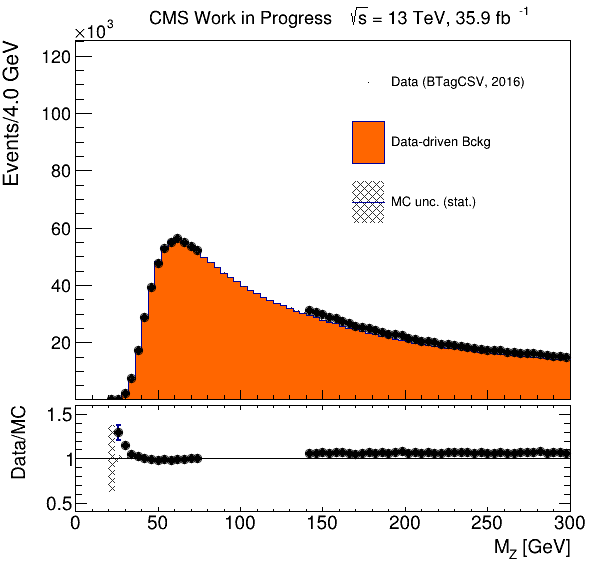 CMS Work in Progress √s = 13 TeV, 35.9 fb⁻¹
×10³
Events/4.0 GeV
120
100
80
60
40
20
Data (BTagCSV, 2016)
Data-driven Bckg
MC unc. (stat.)
Data/MC
1.5
1
0.5
0 50 100 150 200 250 300
M_Z [GeV]